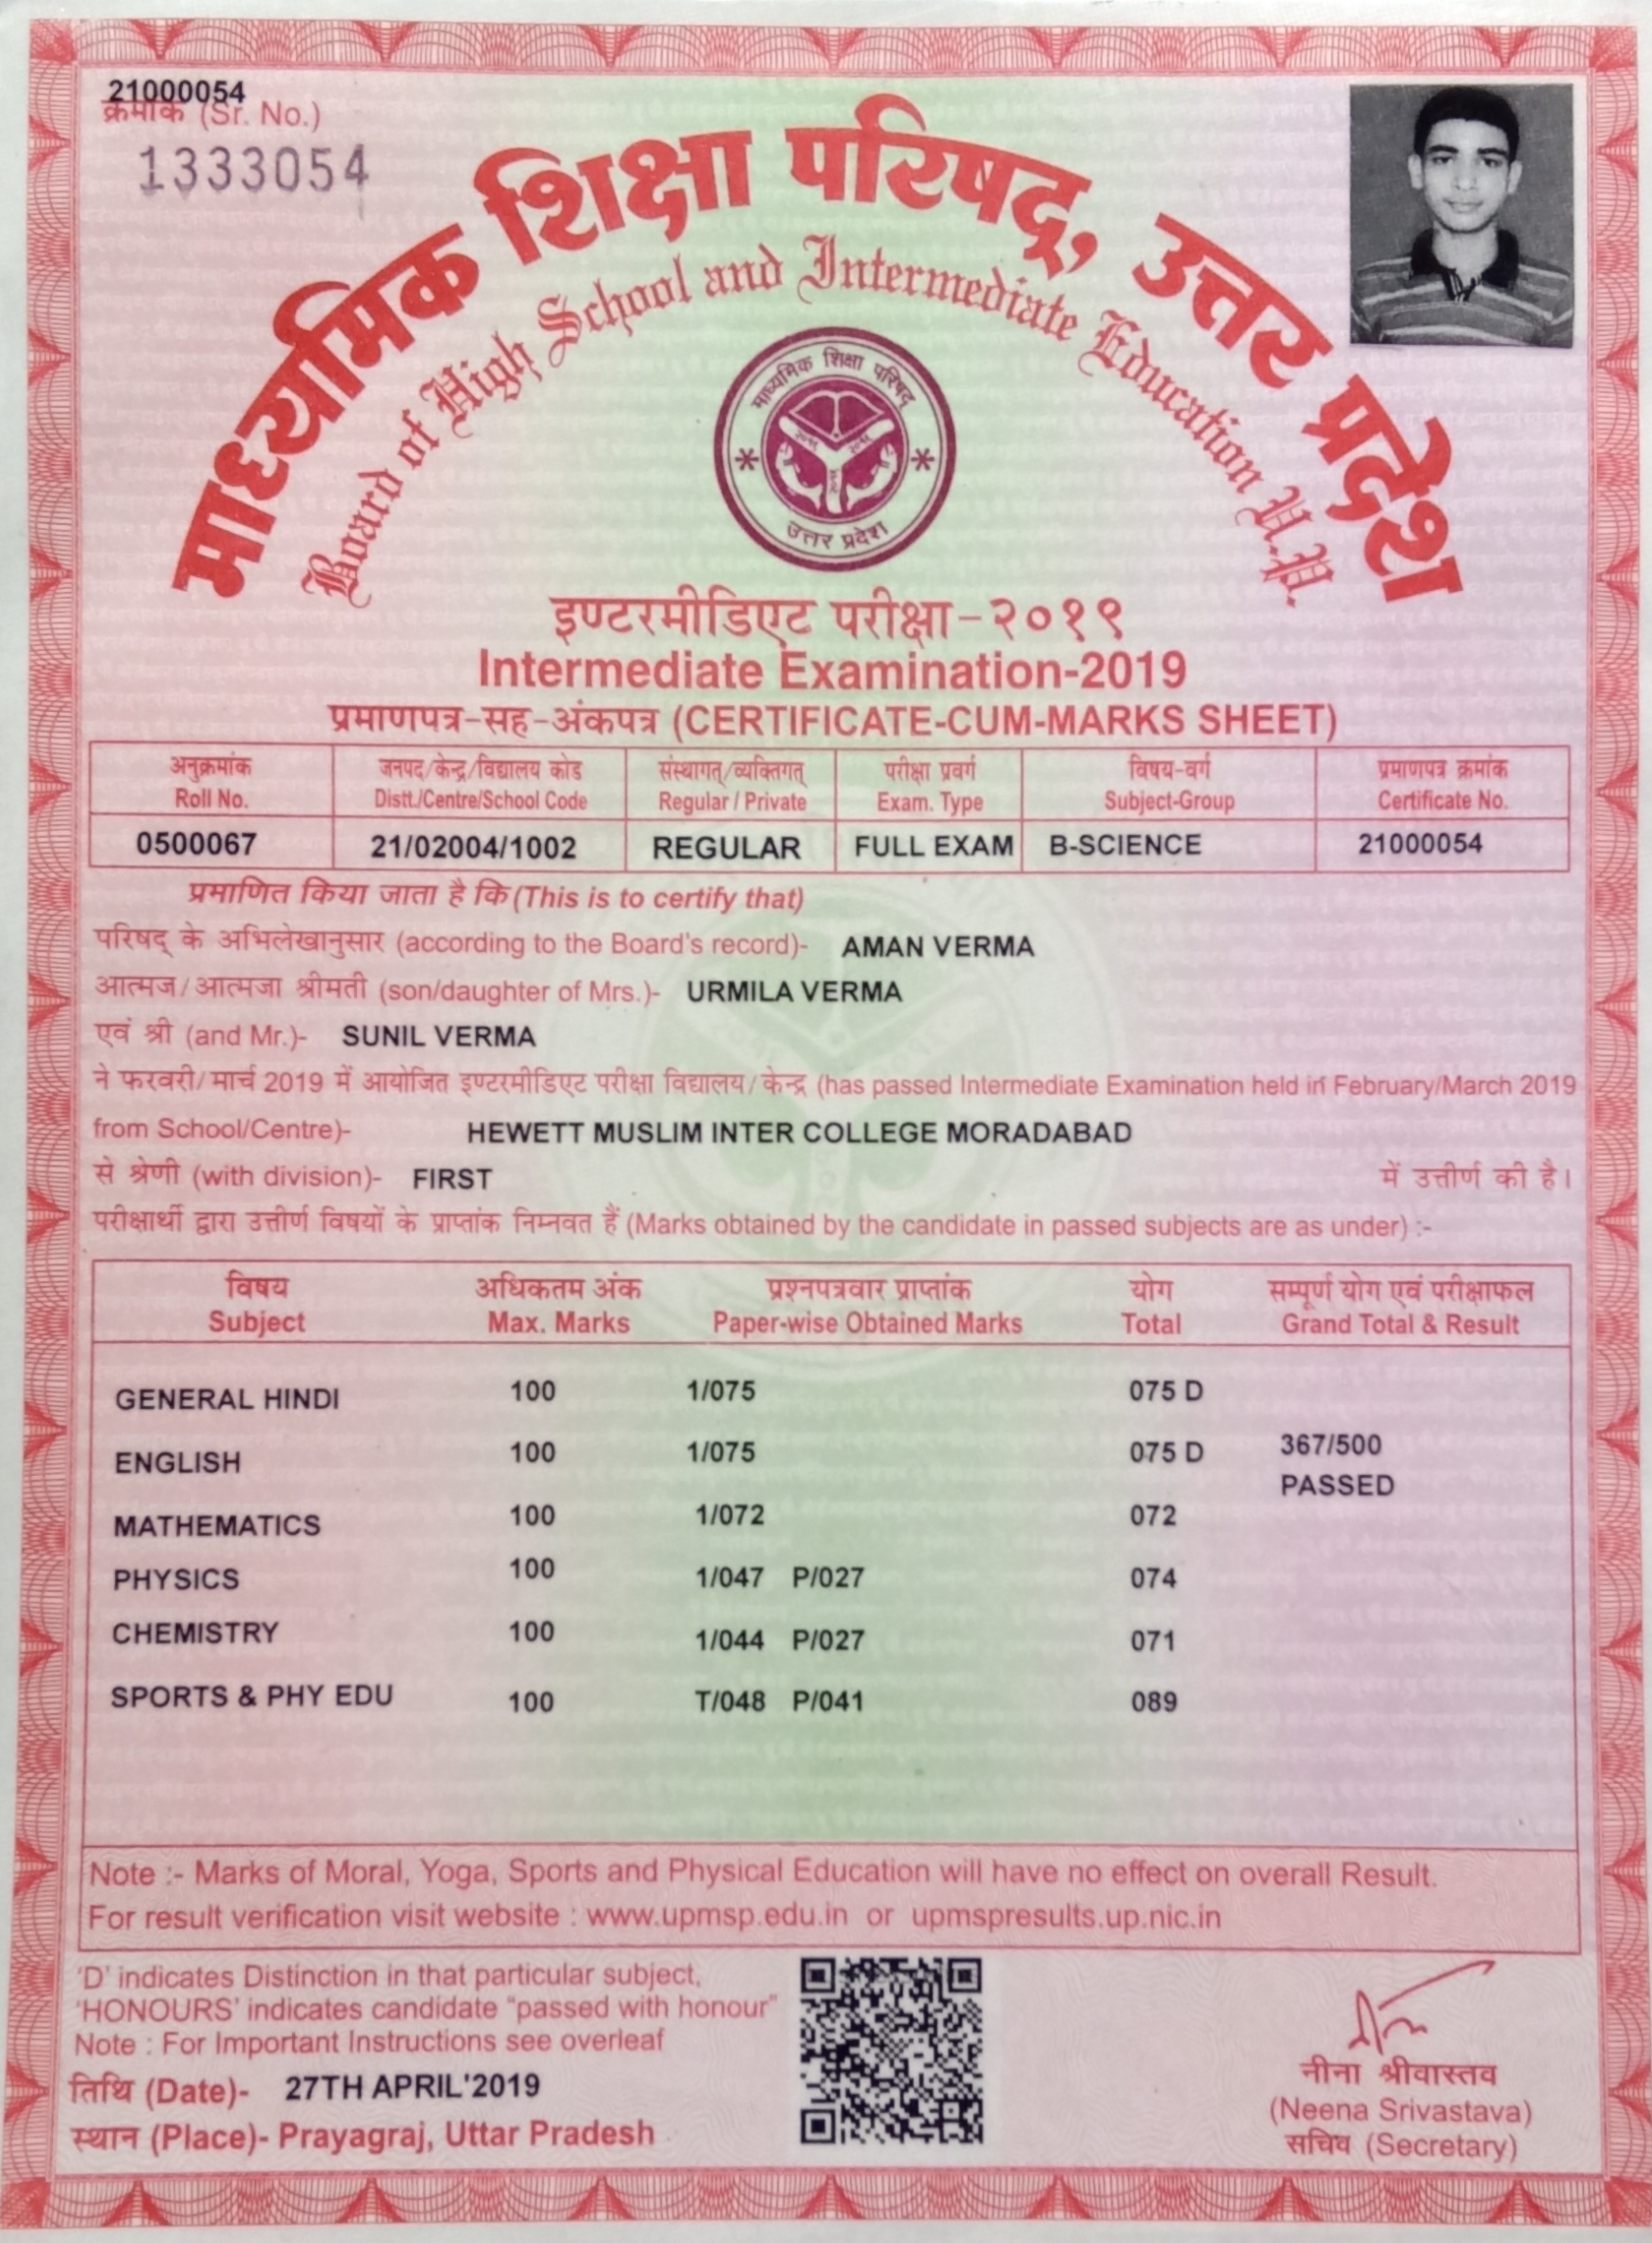 21000054
क्रमांक (Sr. No.)
1333054
माध्यमिक शिक्षा परिषद्, उत्तर प्रदेश
Board of High School and Intermediate Education U.P.
माध्यमिक शिक्षा परिषद्
उत्तर प्रदेश
इण्टरमीडिएट परीक्षा-२०१९
Intermediate Examination-2019
प्रमाणपत्र-सह-अंकपत्र (CERTIFICATE-CUM-MARKS SHEET)
अनुक्रमांक जनपद/केन्द्र/विद्यालय कोड संस्थागत्/व्यक्तिगत् परीक्षा प्रवर्ग विषय-वर्ग प्रमाणपत्र क्रमांक
Roll No. Distt./Centre/School Code Regular / Private Exam. Type Subject-Group Certificate No.
0500067 21/02004/1002 REGULAR FULL EXAM B-SCIENCE 21000054
प्रमाणित किया जाता है कि (This is to certify that)
परिषद् के अभिलेखानुसार (according to the Board's record)- AMAN VERMA
आत्मज/आत्मजा श्रीमती (son/daughter of Mrs.)- URMILA VERMA
एवं श्री (and Mr.)- SUNIL VERMA
ने फरवरी/मार्च 2019 में आयोजित इण्टरमीडिएट परीक्षा विद्यालय/केन्द्र (has passed Intermediate Examination held in February/March 2019
from School/Centre)- HEWETT MUSLIM INTER COLLEGE MORADABAD
से श्रेणी (with division)- FIRST में उत्तीर्ण की है।
परीक्षार्थी द्वारा उत्तीर्ण विषयों के प्राप्तांक निम्नवत हैं (Marks obtained by the candidate in passed subjects are as under) :-
विषय अधिकतम अंक प्रश्नपत्रवार प्राप्तांक योग सम्पूर्ण योग एवं परीक्षाफल
Subject Max. Marks Paper-wise Obtained Marks Total Grand Total & Result
GENERAL HINDI 100 1/075 075 D
ENGLISH 100 1/075 075 D 367/500
PASSED
MATHEMATICS 100 1/072 072
PHYSICS 100 1/047 P/027 074
CHEMISTRY 100 1/044 P/027 071
SPORTS & PHY EDU 100 T/048 P/041 089
Note :- Marks of Moral, Yoga, Sports and Physical Education will have no effect on overall Result.
For result verification visit website : www.upmsp.edu.in or upmspresults.up.nic.in
'D' indicates Distinction in that particular subject,
'HONOURS' indicates candidate "passed with honour"
Note : For Important Instructions see overleaf
तिथि (Date)- 27TH APRIL'2019
स्थान (Place)- Prayagraj, Uttar Pradesh
नीना श्रीवास्तव
(Neena Srivastava)
सचिव (Secretary)